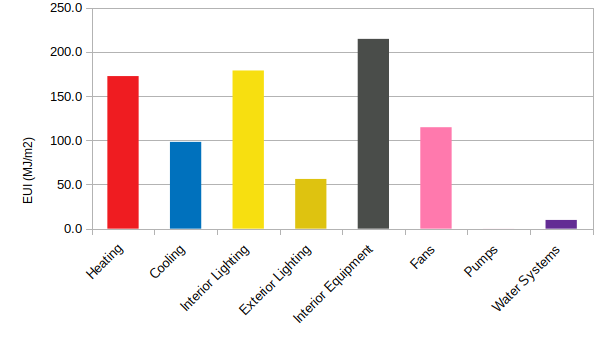 250.0
200.0
150.0
100.0
50.0
0.0
EUI (MJ/m2)
Heating
Cooling
Interior Lighting
Exterior Lighting
Interior Equipment
Fans
Pumps
Water Systems